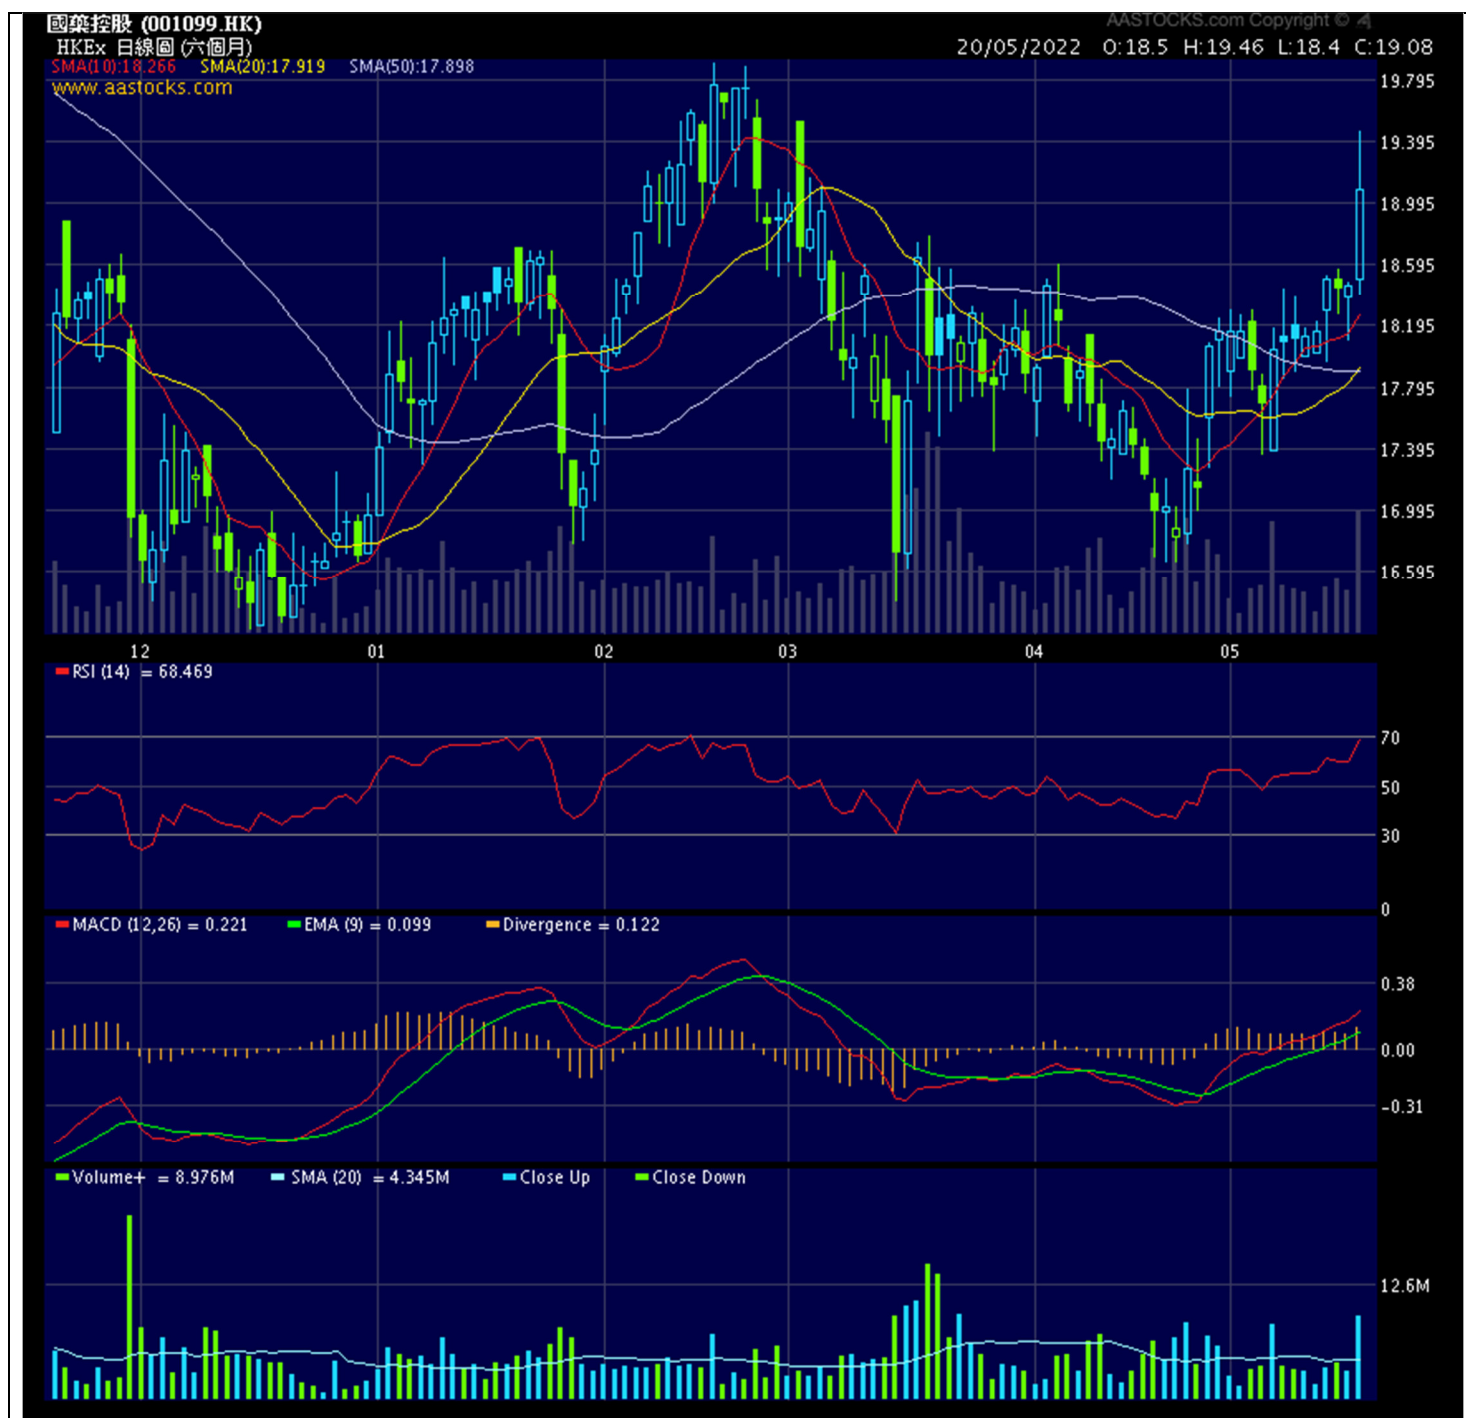 AASTOCKS.com Copyright ©
國藥控股 (001099.HK)
HKEx 日線圖 (六個月)
20/05/2022 O:18.5 H:19.46 L:18.4 C:19.08
SMA(10):18.266 SMA(20):17.919 SMA(50):17.898
www.aastocks.com
19.795
19.395
18.995
18.595
18.195
17.795
17.395
16.995
16.595
12 01 02 03 04 05
RSI (14) = 68.469
70
50
30
0
MACD (12,26) = 0.221 EMA (9) = 0.099 Divergence = 0.122
0.38
0.00
-0.31
Volume+ = 8.976M SMA (20) = 4.345M Close Up Close Down
12.6M